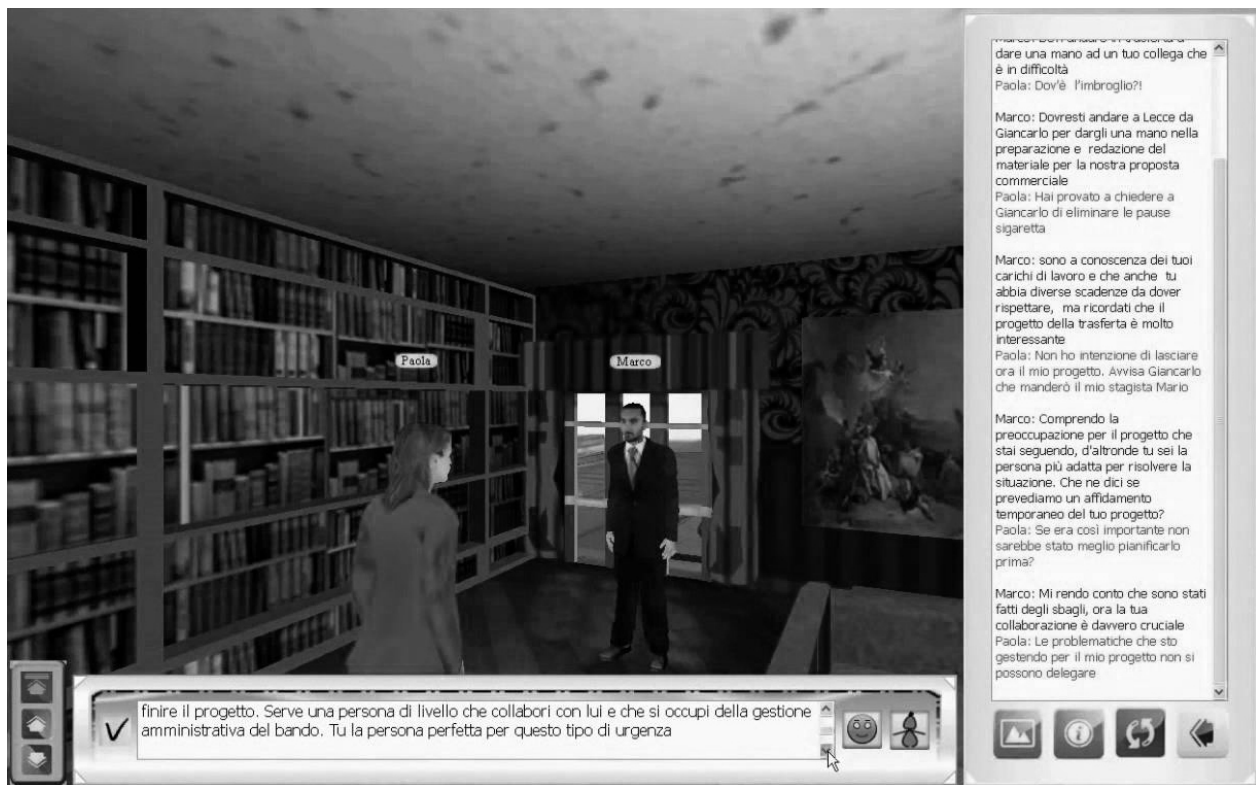 dare una mano ad un tuo collega che
è in difficoltà
Paola: Dov'è l'imbroglio?!
Marco: Dovresti andare a Lecce da
Giancarlo per dargli una mano nella
preparazione e redazione del
materiale per la nostra proposta
commerciale
Paola: Hai provato a chiedere a
Giancarlo di eliminare le pause
sigaretta
Marco: sono a conoscenza dei tuoi
carichi di lavoro e che anche tu
abbia diverse scadenze da dover
rispettare, ma ricordati che il
progetto della trasferta è molto
interessante
Paola: Non ho intenzione di lasciare
ora il mio progetto. Avvisa Giancarlo
che manderò il mio stagista Mario
Marco: Comprendo la
preoccupazione per il progetto che
stai seguendo, d'altronde tu sei la
persona più adatta per risolvere la
situazione. Che ne dici se
prevediamo un affidamento
temporaneo del tuo progetto?
Paola: Se era così importante non
sarebbe stato meglio pianificarlo
prima?
Marco: Mi rendo conto che sono stati
fatti degli sbagli, ora la tua
collaborazione è davvero cruciale
Paola: Le problematiche che sto
gestendo per il mio progetto non si
possono delegare
Paola
Marco
finire il progetto. Serve una persona di livello che collabori con lui e che si occupi della gestione
amministrativa del bando. Tu la persona perfetta per questo tipo di urgenza